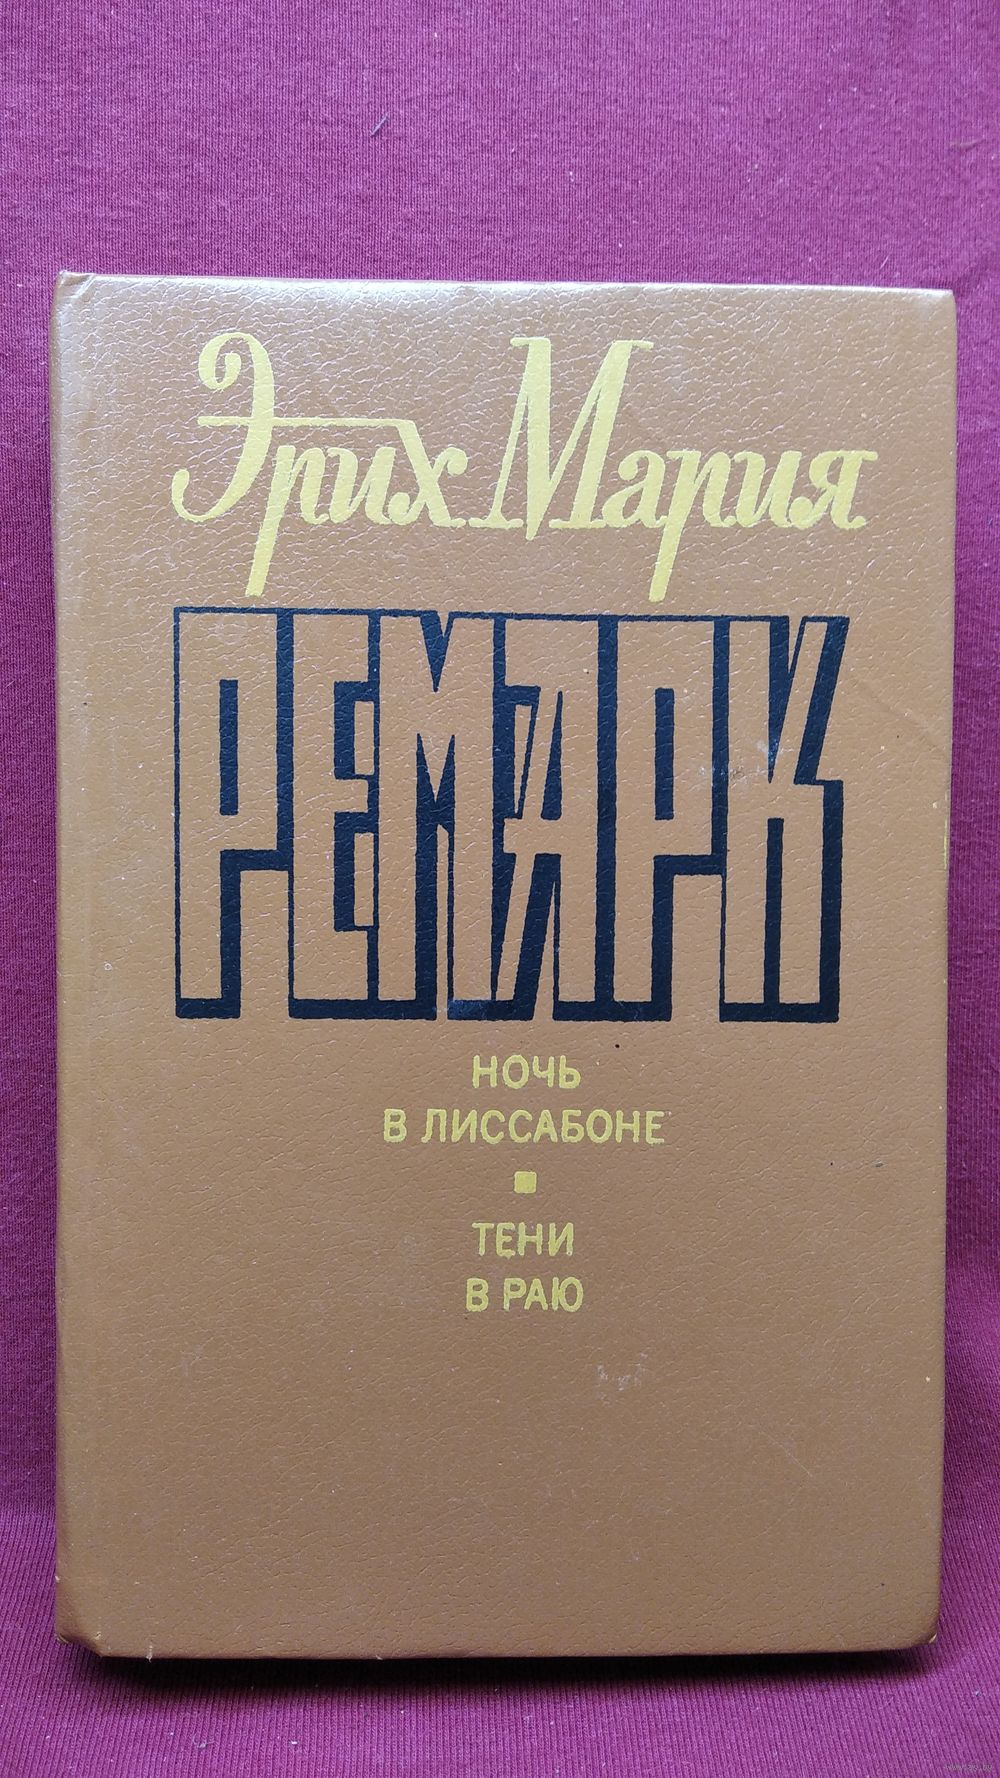 Эрих Мария
РЕМАРК
НОЧЬ
В ЛИССАБОНЕ
ТЕНИ
В РАЮ